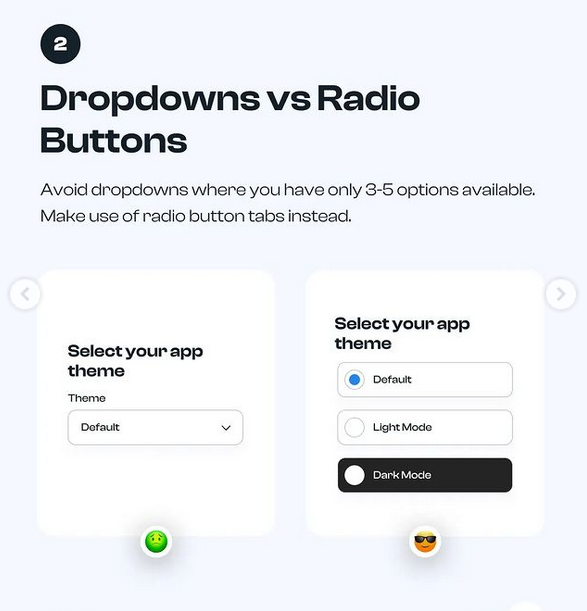 2
Dropdowns vs Radio
Buttons
Avoid dropdowns where you have only 3-5 options available.
Make use of radio button tabs instead.
Select your app
theme
Theme
Default
Select your app
theme
Default
Light Mode
Dark Mode